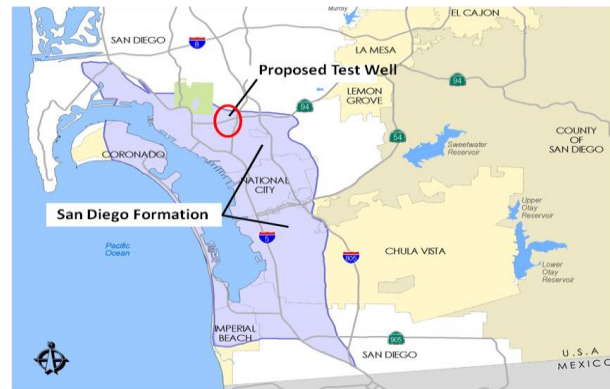 Murray
EL CAJON
SAN DIEGO
8
LA MESA
Proposed Test Well
94
94
LEMON
GROVE
54
COUNTY
OF
SAN DIEGO
CORONADO
Sweetwater
Reservoir
NATIONAL
CITY
San Diego Formation
Upper
Otay
Reservoir
Pacific
Ocean
5
CHULA VISTA
805
Lower
Otay
Reservoir
IMPERIAL
BEACH
905
SAN DIEGO
U.S.A
MEXICO